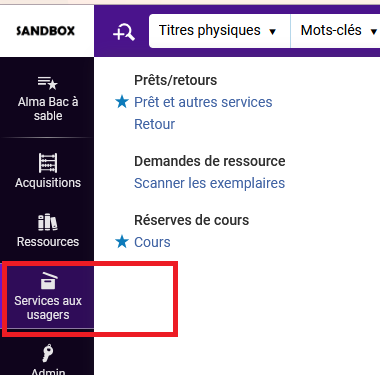 SANDBOX
Titres physiques
Mots-clés
Alma Bac à
sable
Acquisitions
Ressources
Services aux
usagers
Admin
Prêts/retours
Prêt et autres services
Retour
Demandes de ressource
Scanner les exemplaires
Réserves de cours
Cours